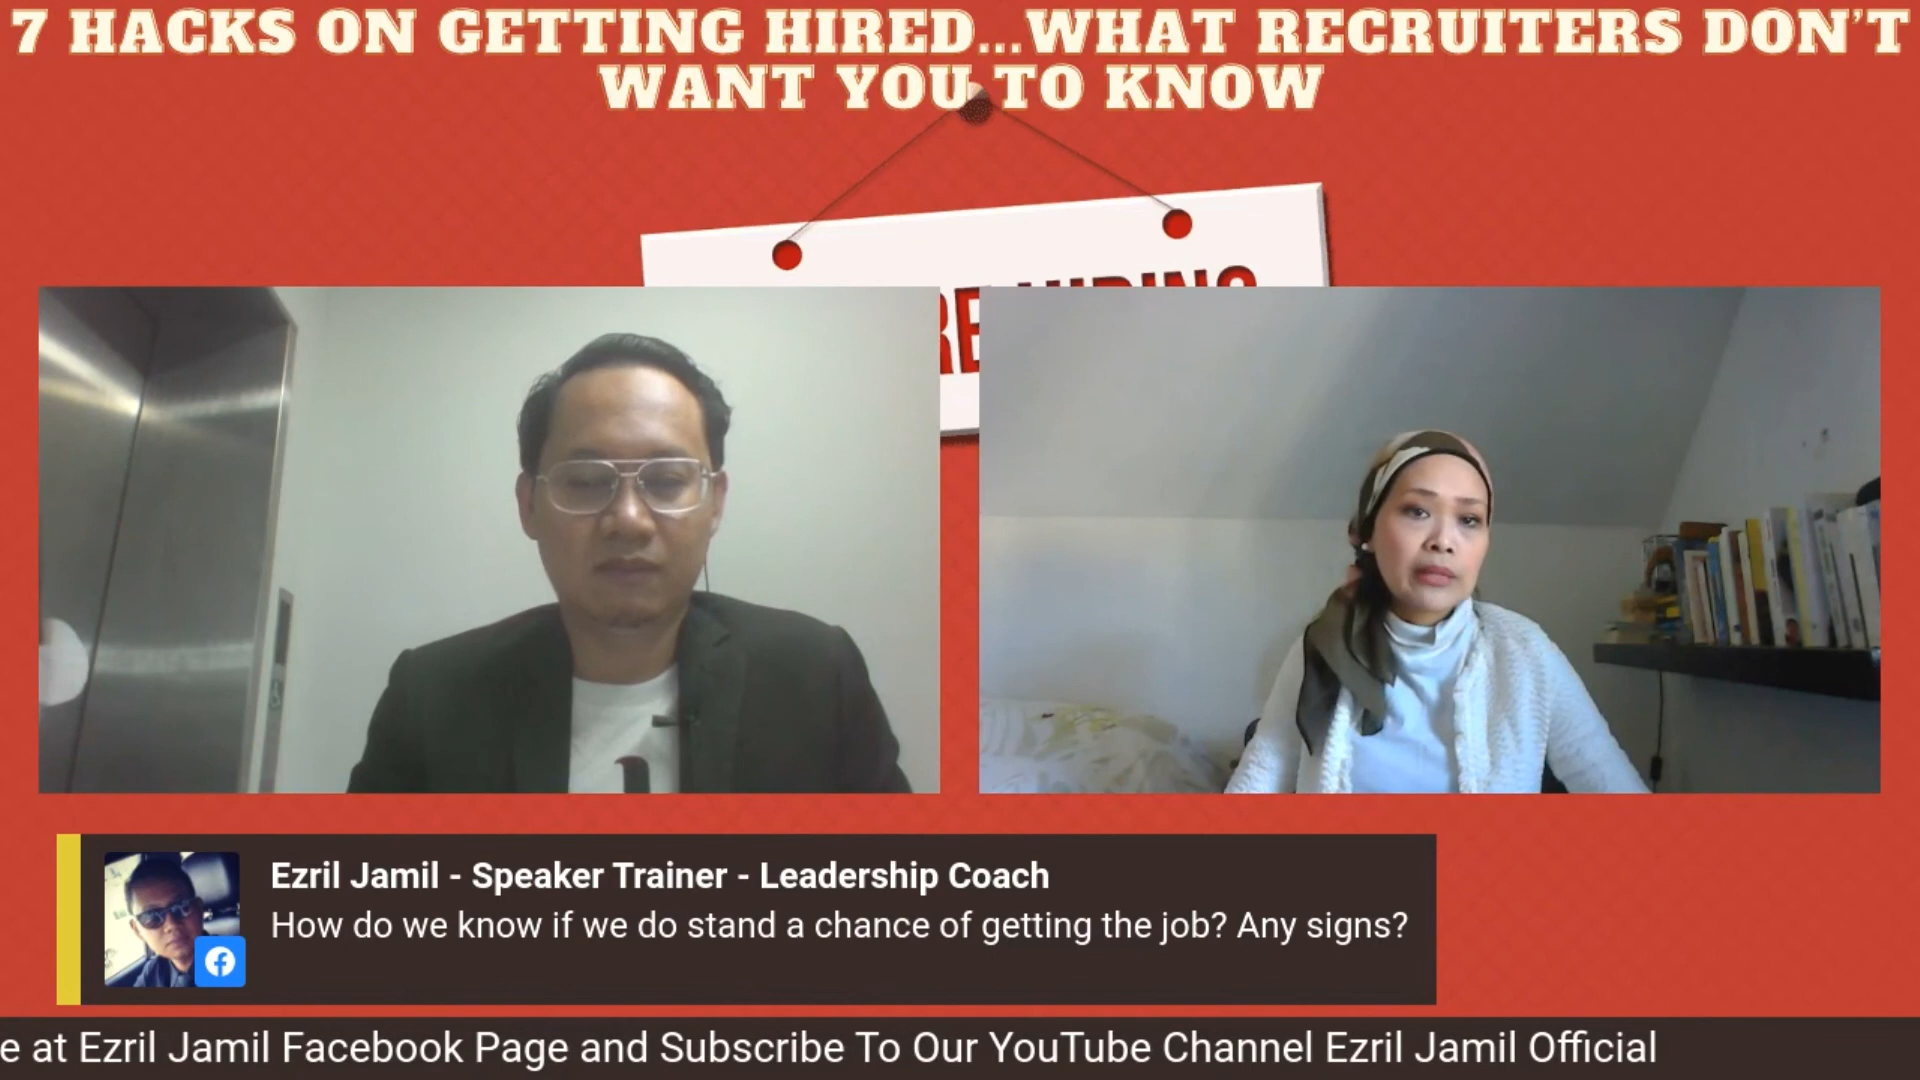 7 HACKS ON GETTING HIRED...WHAT RECRUITERS DON'T
WANT YOU TO KNOW
HIRING
Ezril Jamil - Speaker Trainer - Leadership Coach
How do we know if we do stand a chance of getting the job? Any signs?
e at Ezril Jamil Facebook Page and Subscribe To Our YouTube Channel Ezril Jamil Official